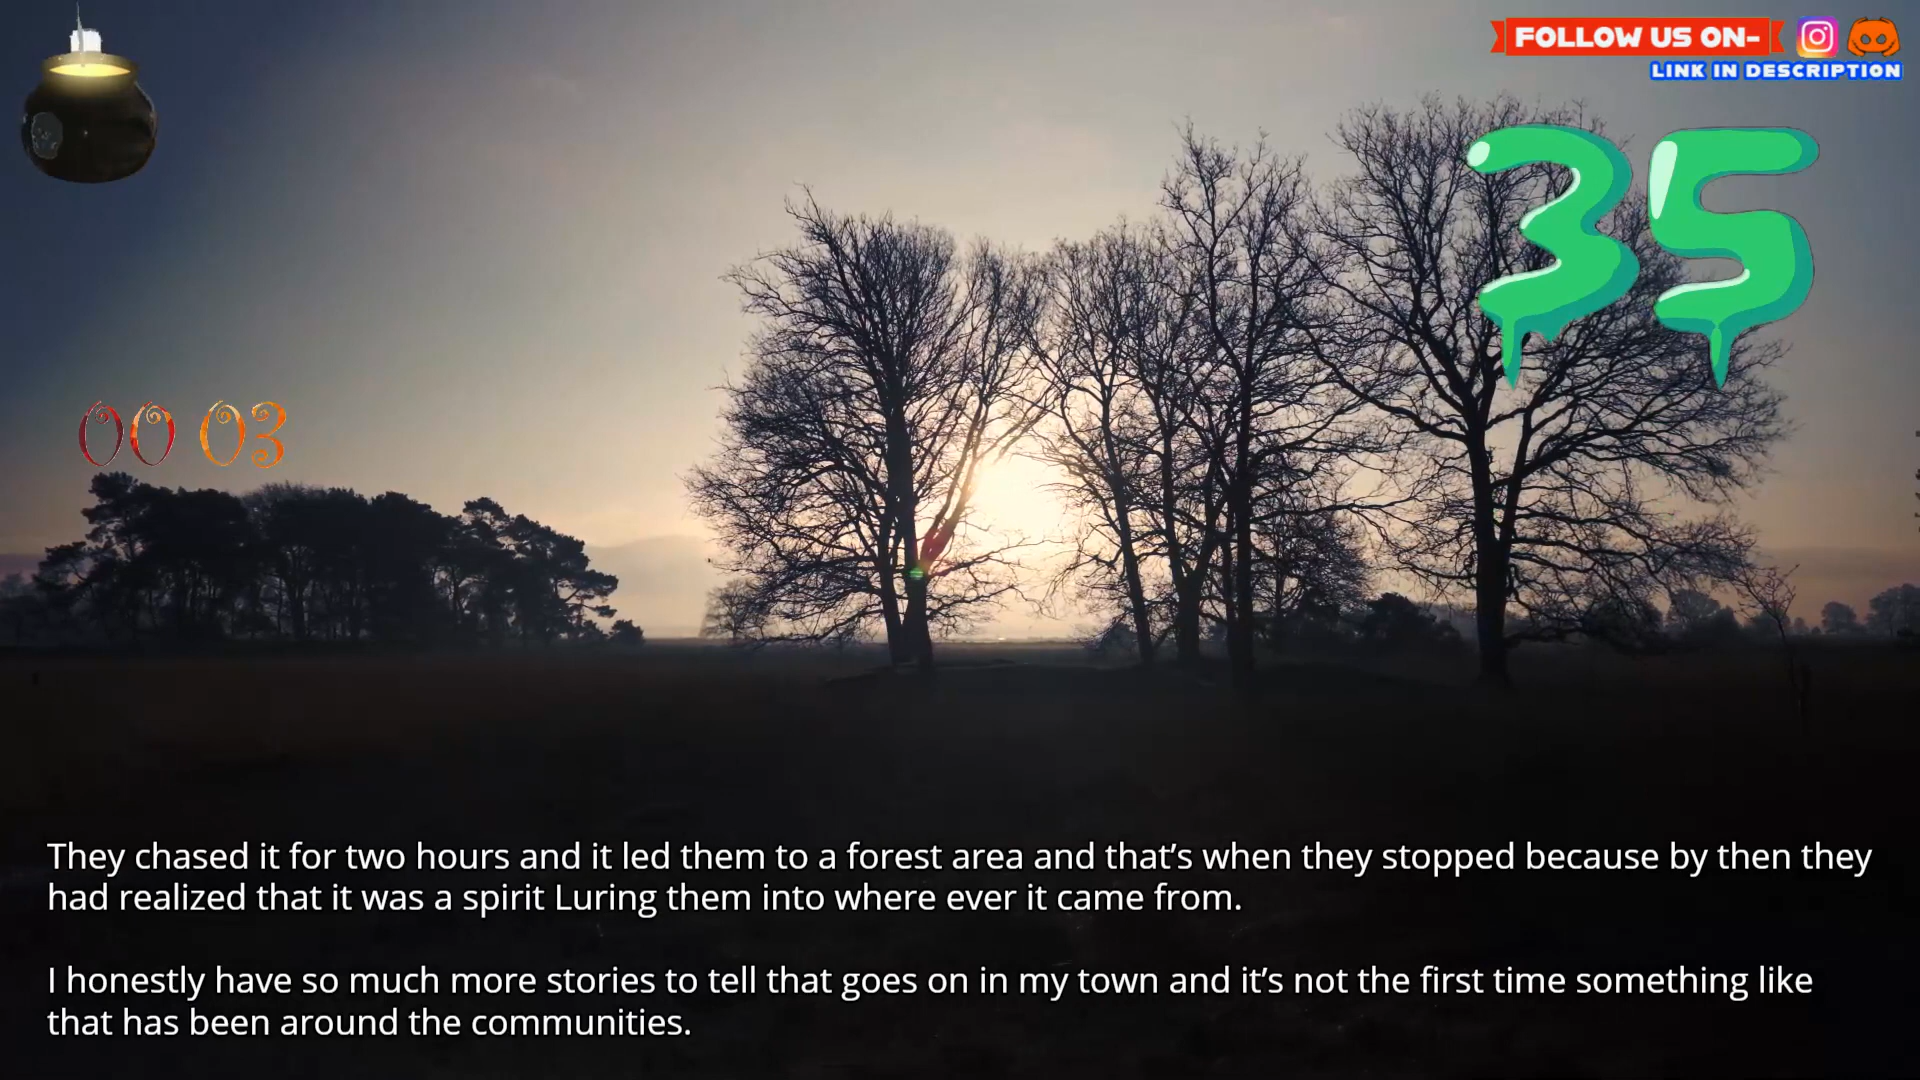 FOLLOW US ON-
LINK IN DESCRIPTION
35
00 03
They chased it for two hours and it led them to a forest area and that’s when they stopped because by then they
had realized that it was a spirit Luring them into where ever it came from.
I honestly have so much more stories to tell that goes on in my town and it’s not the first time something like
that has been around the communities.